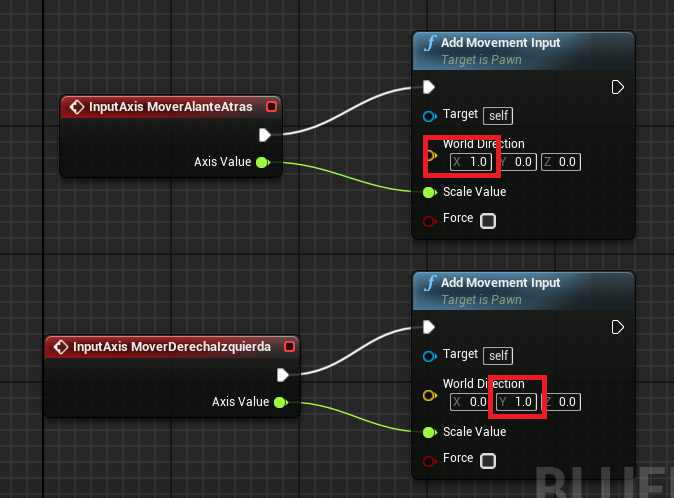 Add Movement Input
Target is Pawn
InputAxis MoverAlanteAtras
Target self
World Direction
X 1.0 Y 0.0 Z 0.0
Axis Value
Scale Value
Force
Add Movement Input
Target is Pawn
InputAxis MoverDerechaIzquierda
Target self
World Direction
X 0.0 Y 1.0 Z 0.0
Axis Value
Scale Value
Force